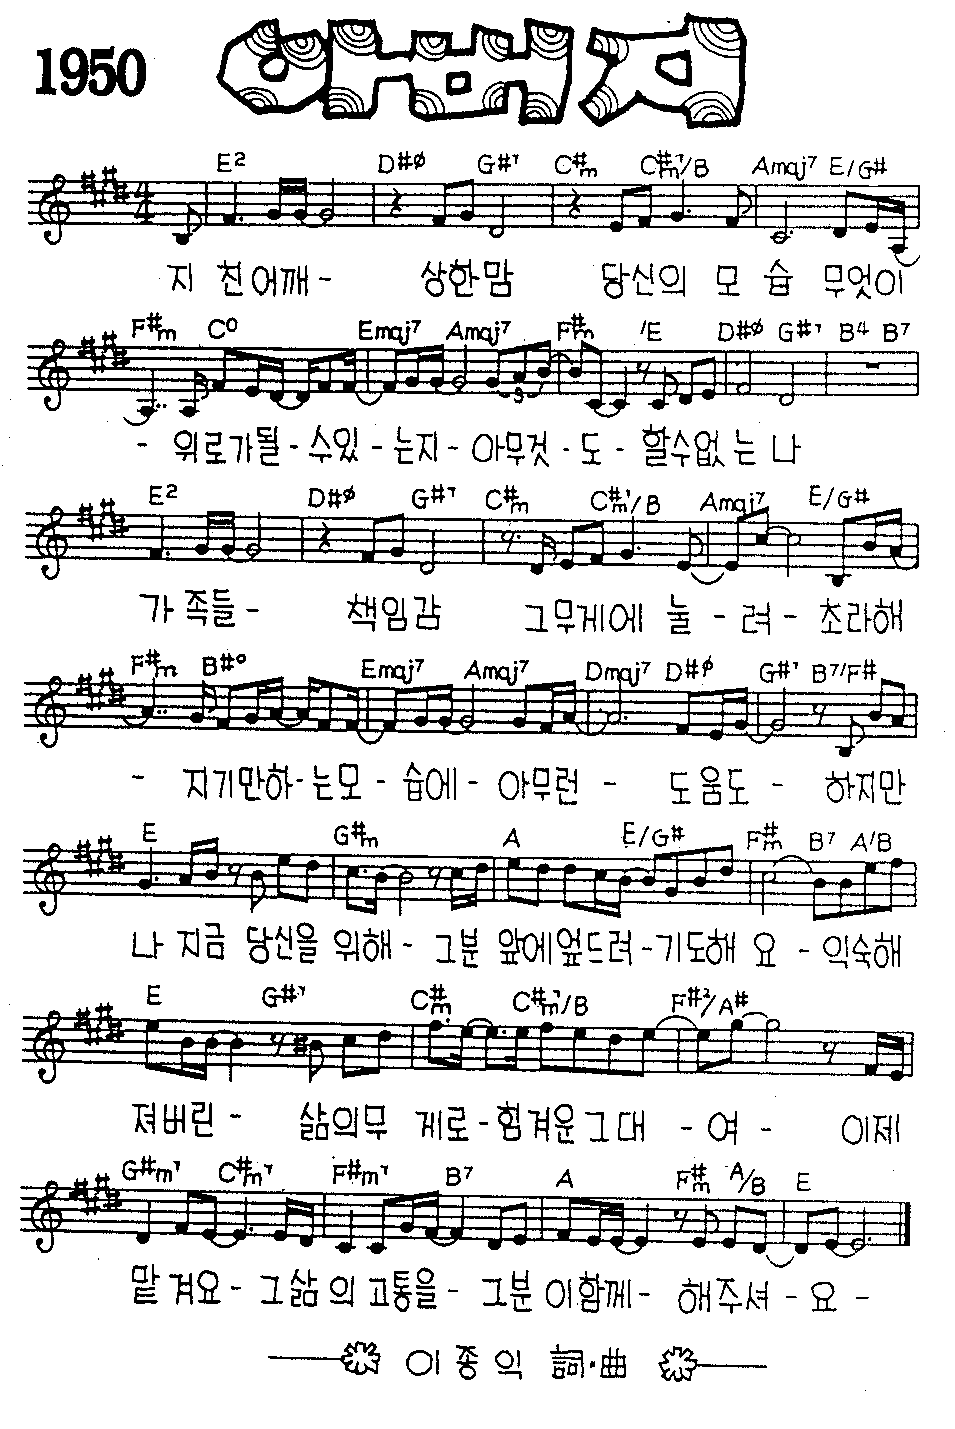 1950 아버지
E2 D#ø G#7 C#m C#m7/B Amaj7 E/G#
지 친어깨 - 상한맘 당신의 모 습 무엇이
F#m C° Emaj7 Amaj7 F#m /E D#ø G#7 B4 B7
- 위로가될 - 수있 - 는지 - 아무것 - 도 - 할수없는 나
E2 D#ø G#7 C#m C#m7/B Amaj7 E/G#
가 족들 - 책임감 그무게에 눌 - 려 - 초라해
F#m B#° Emaj7 Amaj7 Dmaj7 D#ø G#7 B7/F#
- 지기만하 - 는모 - 습에 - 아무런 - 도움도 - 하지만
3
E G#m A E/G# F#m B7 A/B
나 지금 당신을 위해 - 그분 앞에엎드려 - 기도해 요 - 익숙해
E G#7 C#m C#m7/B F#2/A#
져버린 - 삶의무 게로 - 힘겨운그대 - 여 - 이제
G#m7 C#m7 F#m7 B7 A F#m A/B E
맡 겨요 - 그삶 의 고통을 - 그분 이함께 - 해주셔 - 요 -
이 종 익 詞·曲